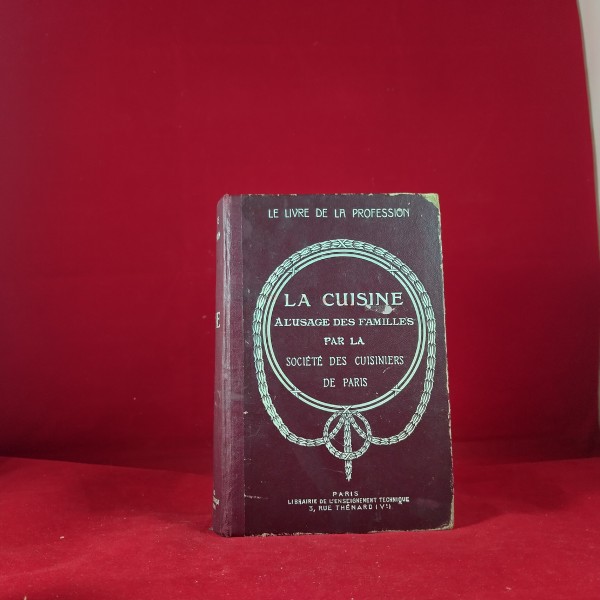 LE LIVRE DE LA PROFESSION
LA CUISINE
A L'USAGE DES FAMILLES
PAR LA
SOCIÉTÉ DES CUISINIERS
DE PARIS
PARIS
LIBRAIRIE DE L'ENSEIGNEMENT TECHNIQUE
3, RUE THÉNARD (Vᵉ)
E